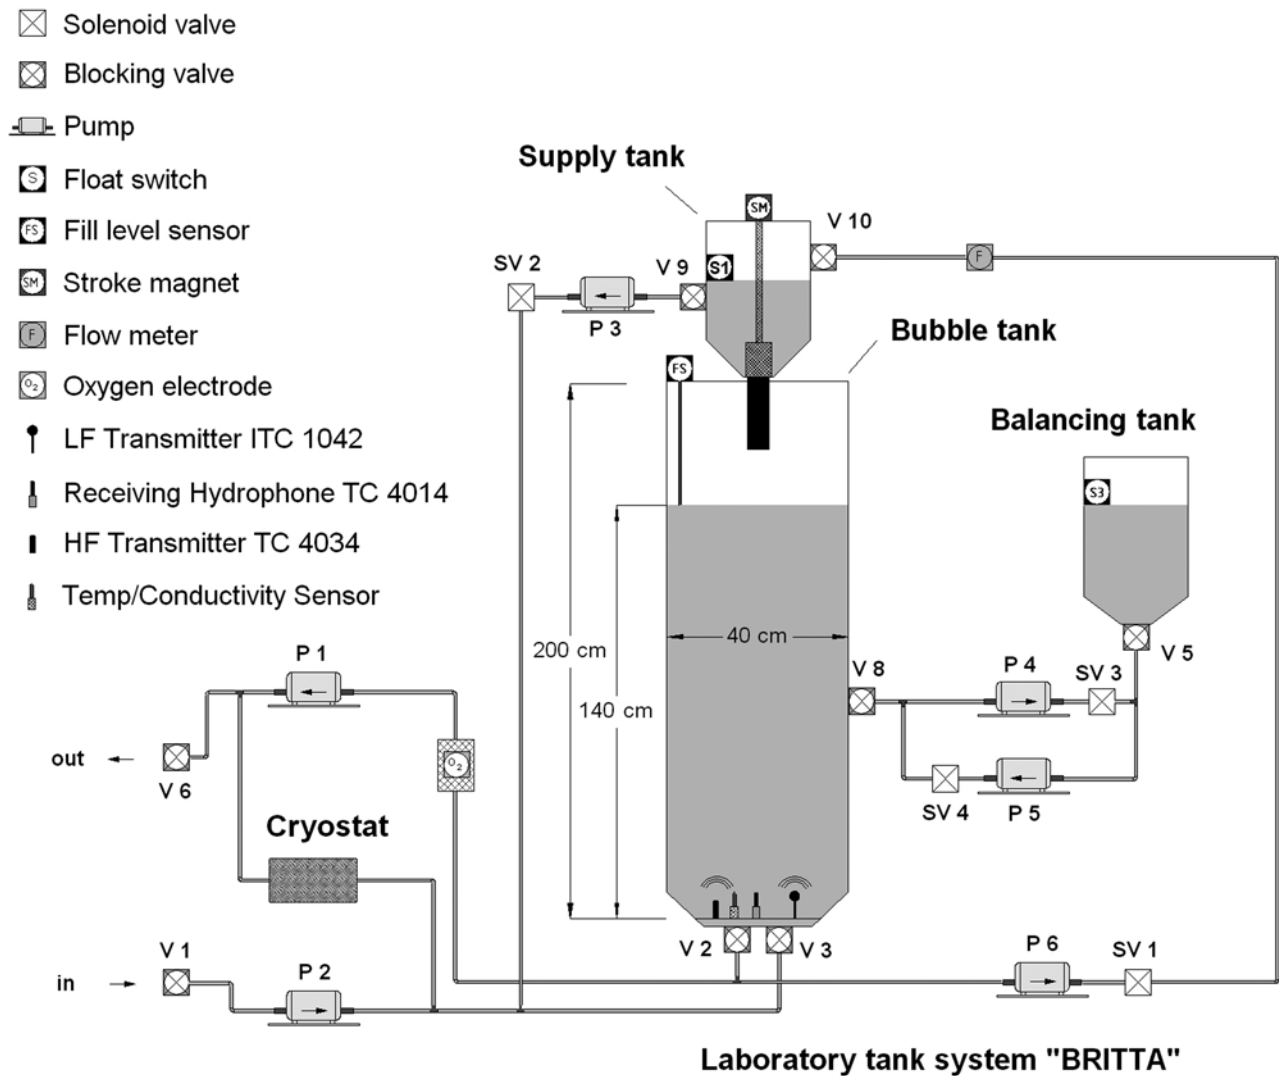 Solenoid valve
Blocking valve
Pump
S Float switch
FS Fill level sensor
SM Stroke magnet
F Flow meter
O₂ Oxygen electrode
LF Transmitter ITC 1042
Receiving Hydrophone TC 4014
HF Transmitter TC 4034
Temp/Conductivity Sensor
Supply tank
SM
V 10
SV 2
V 9
S1
F
P 3
Bubble tank
FS
Balancing tank
S3
40 cm
200 cm
140 cm
V 5
V 8
P 4
SV 3
SV 4
P 5
P 1
out
V 6
O₂
Cryostat
V 2
V 3
V 1
in
P 2
P 6
SV 1
Laboratory tank system "BRITTA"